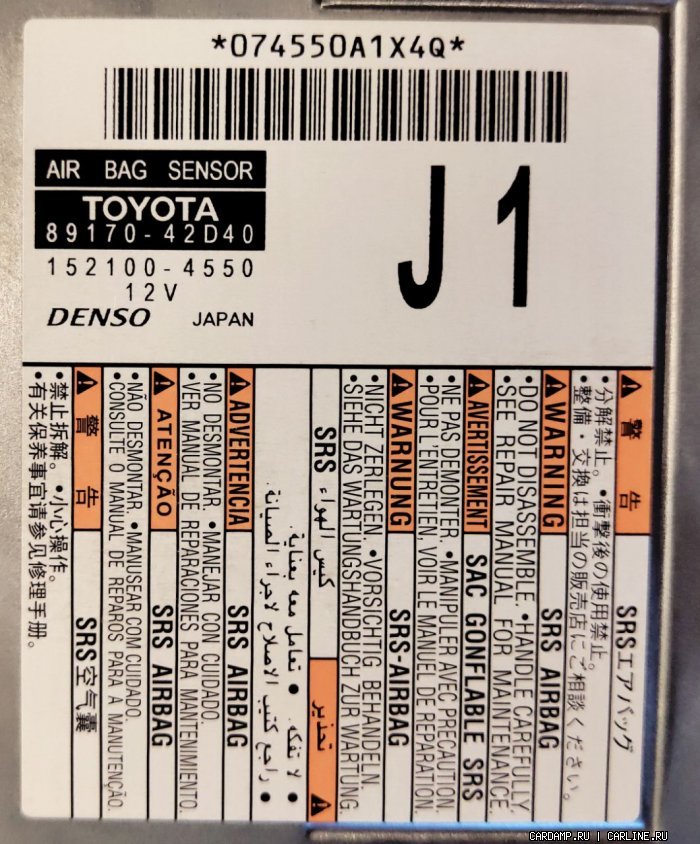 *074550A1X4Q*
AIR BAG SENSOR
TOYOTA
89170-42D40
152100-4550
12V
DENSO JAPAN
J1
⚠警告 SRSエアバッグ
•分解禁止。•衝撃後の使用禁止。
•整備・交換は担当の販売店にご相談ください。
⚠WARNING SRS AIRBAG
•DO NOT DISASSEMBLE. •HANDLE CAREFULLY.
•SEE REPAIR MANUAL FOR MAINTENANCE.
⚠AVERTISSEMENT SAC GONFLABLE SRS
•NE PAS DEMONTER. •MANIPULER AVEC PRECAUTION.
•POUR L'ENTRETIEN, VOIR LE MANUEL DE REPARATION.
⚠WARNUNG SRS-AIRBAG
•NICHT ZERLEGEN. •VORSICHTIG BEHANDELN.
•SIEHE DAS WARTUNGSHANDBUCH ZUR WARTUNG.
⚠ تحذير كيس الهواء SRS
• لا تفكه. • تعامل معه بعناية.
• راجع كتيب الاصلاح لاجراء الصيانة.
⚠ADVERTENCIA SRS AIRBAG
•NO DESMONTAR. •MANEJAR CON CUIDADO.
•VER MANUAL DE REPARACIONES PARA MANTENIMIENTO.
⚠ATENÇÃO SRS AIRBAG
•NÃO DESMONTAR. •MANUSEAR COM CUIDADO.
•CONSULTE O MANUAL DE REPAROS PARA A MANUTENÇÃO.
⚠警告 SRS空气囊
•禁止拆解。•小心操作。
•有关保养事宜请参见修理手册。
CARDAMP.RU | CARLINE.RU